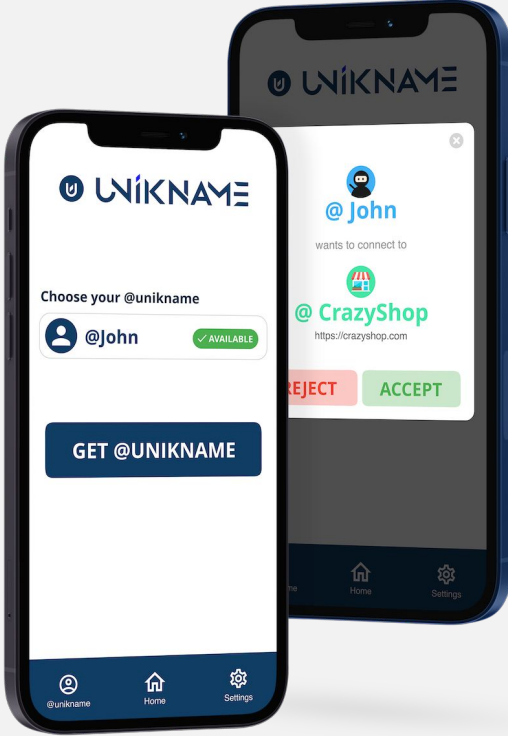 UNIKNAME
Choose your @unikname
@John
AVAILABLE
GET @UNIKNAME
@unikname
Home
Settings
UNIKNAME
@ John
wants to connect to
@ CrazyShop
https://crazyshop.com
ACCEPT
Home
Settings